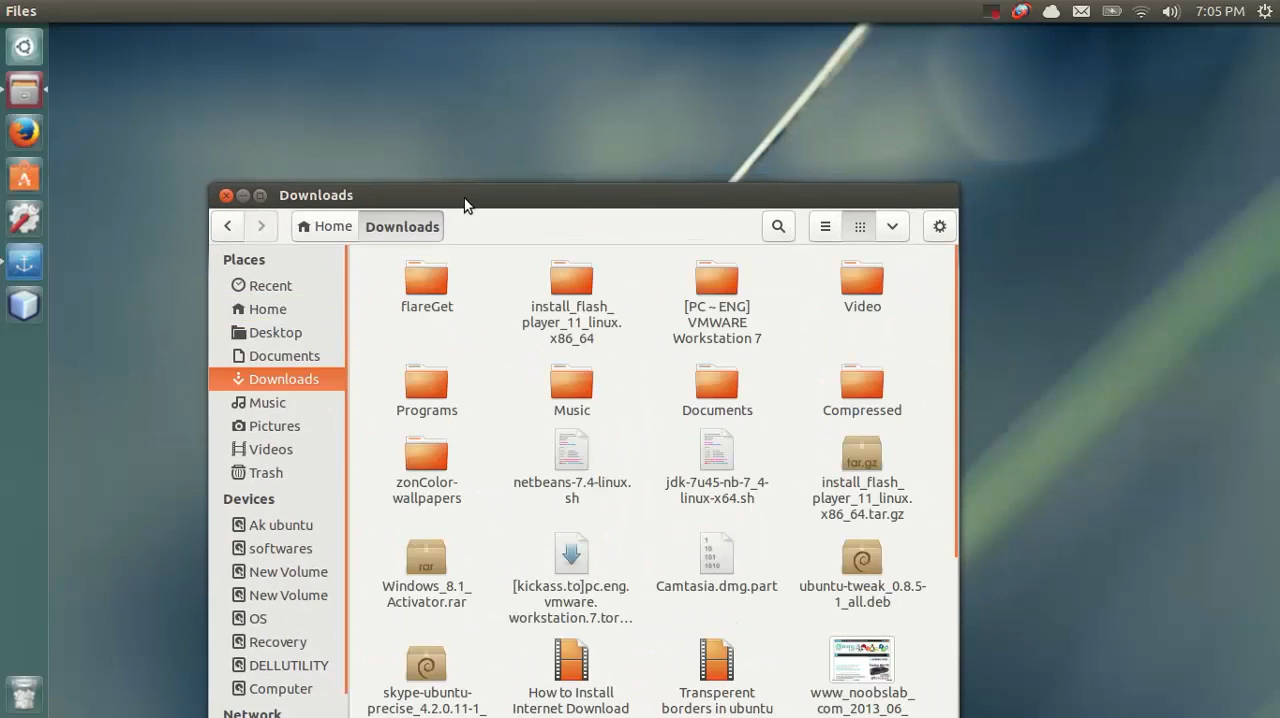 Files
7:05 PM
Downloads
Home
Downloads
Places
Recent
Home
Desktop
Documents
Downloads
Music
Pictures
Videos
Trash
Devices
Ak ubuntu
softwares
New Volume
New Volume
OS
Recovery
DELLUTILITY
Computer
Network
flareGet
install_flash_
player_11_linux.
x86_64
[PC ~ ENG]
VMWARE
Workstation 7
Video
Programs
Music
Documents
Compressed
zonColor-
wallpapers
netbeans-7.4-linux.
sh
jdk-7u45-nb-7_4-
linux-x64.sh
tar.gz
install_flash_
player_11_linux.
x86_64.tar.gz
rar
Windows_8.1_
Activator.rar
[kickass.to]pc.eng.
vmware.
workstation.7.tor...
1
10
101
1010
Camtasia.dmg.part
ubuntu-tweak_0.8.5-
1_all.deb
skype-ubuntu-
precise_4.2.0.11-1_
How to Install
Internet Download
Transparent
borders in ubuntu
www_noobslab_
com_2013_06_